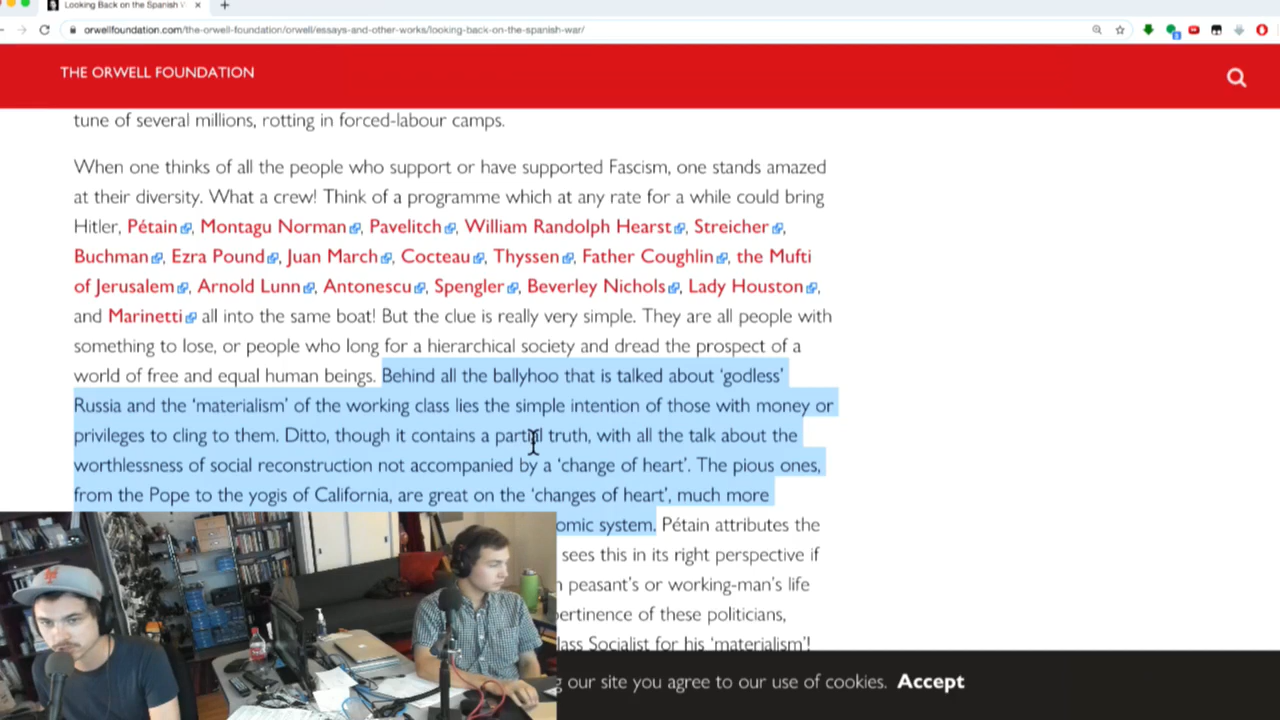 Looking Back on the Spanish
orwellfoundation.com/the-orwell-foundation/orwell/essays-and-other-works/looking-back-on-the-spanish-war/
THE ORWELL FOUNDATION
tune of several millions, rotting in forced-labour camps.
When one thinks of all the people who support or have supported Fascism, one stands amazed
at their diversity. What a crew! Think of a programme which at any rate for a while could bring
Hitler, Pétain, Montagu Norman, Pavelitch, William Randolph Hearst, Streicher,
Buchman, Ezra Pound, Juan March, Cocteau, Thyssen, Father Coughlin, the Mufti
of Jerusalem, Arnold Lunn, Antonescu, Spengler, Beverley Nichols, Lady Houston,
and Marinetti all into the same boat! But the clue is really very simple. They are all people with
something to lose, or people who long for a hierarchical society and dread the prospect of a
world of free and equal human beings. Behind all the ballyhoo that is talked about ‘godless’
Russia and the ‘materialism’ of the working class lies the simple intention of those with money or
privileges to cling to them. Ditto, though it contains a partial truth, with all the talk about the
worthlessness of social reconstruction not accompanied by a ‘change of heart’. The pious ones,
from the Pope to the yogis of California, are great on the ‘changes of heart’, much more
omic system. Pétain attributes the
sees this in its right perspective if
peasant’s or working-man’s life
pertinence of these politicians,
lass Socialist for his ‘materialism’!
our site you agree to our use of cookies. Accept